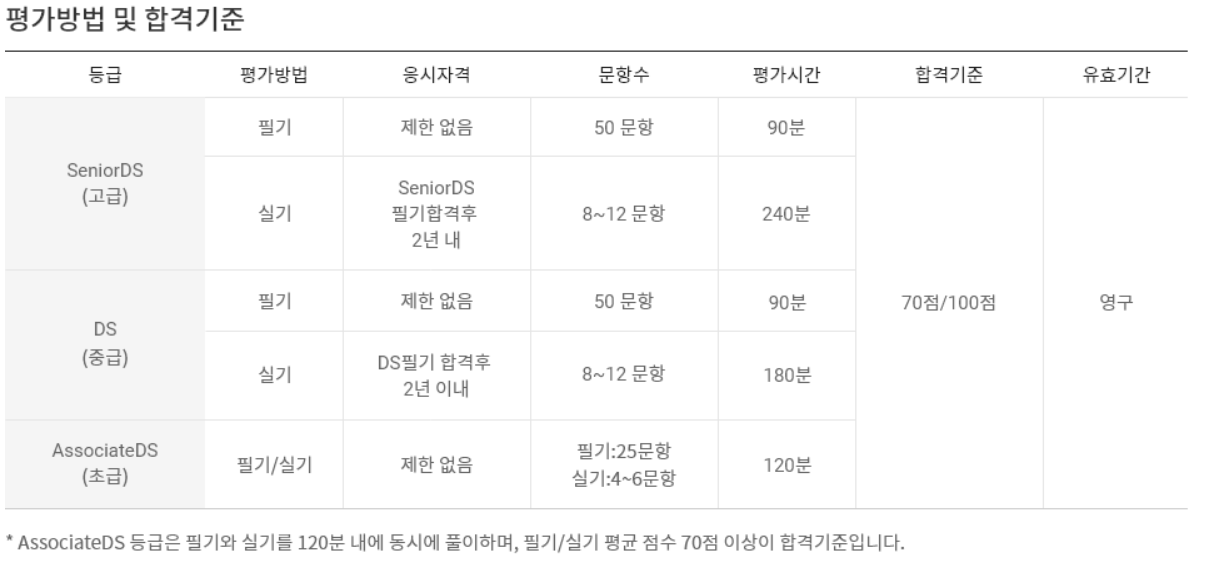 평가방법 및 합격기준
등급 평가방법 응시자격 문항수 평가시간 합격기준 유효기간
SeniorDS
(고급)
필기 제한 없음 50 문항 90분
실기
SeniorDS
필기합격후
2년 내
8~12 문항 240분
DS
(중급)
필기 제한 없음 50 문항 90분
실기
DS필기 합격후
2년 이내
8~12 문항 180분
AssociateDS
(초급)
필기/실기 제한 없음
필기:25문항
실기:4~6문항
120분
70점/100점 영구
* AssociateDS 등급은 필기와 실기를 120분 내에 동시에 풀이하며, 필기/실기 평균 점수 70점 이상이 합격기준입니다.